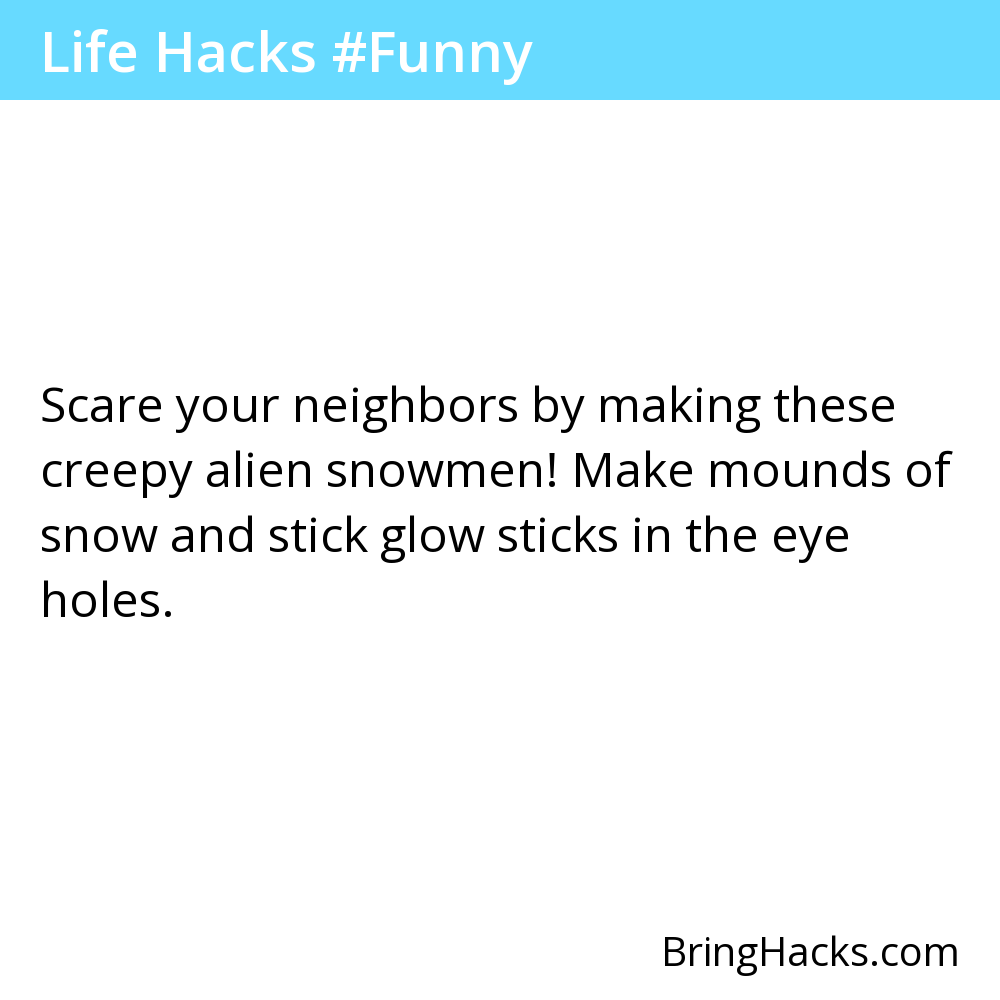 Life Hacks #Funny
Scare your neighbors by making these
creepy alien snowmen! Make mounds of
snow and stick glow sticks in the eye
holes.
BringHacks.com